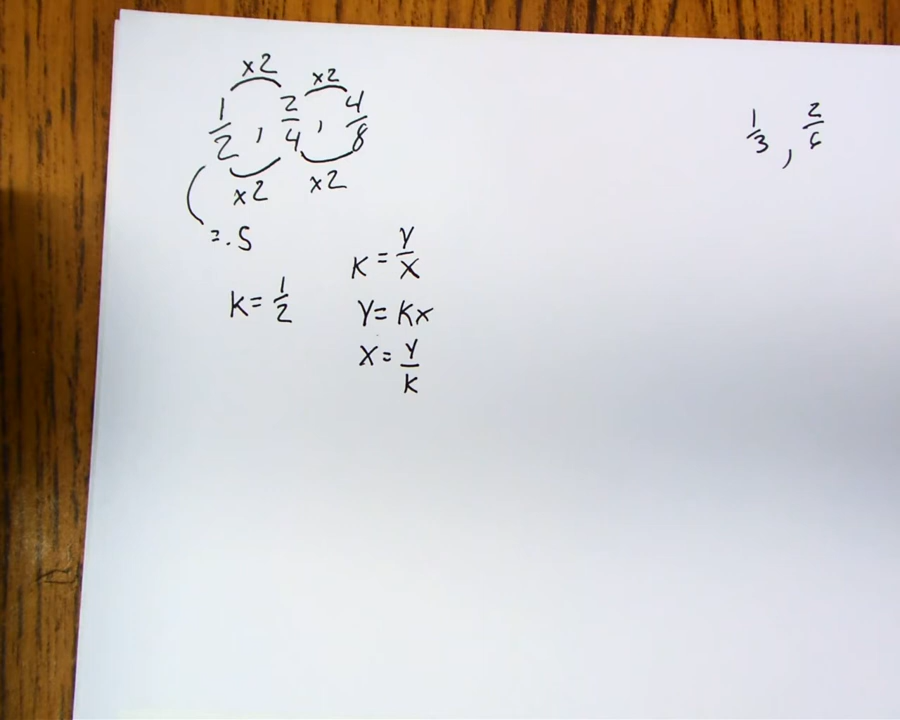 x2 x2
1/2 , 2/4 , 4/8
x2 x2
= .5
K = 1/2
K = Y/X
Y = Kx
X = Y/K
1/3 , 2/6